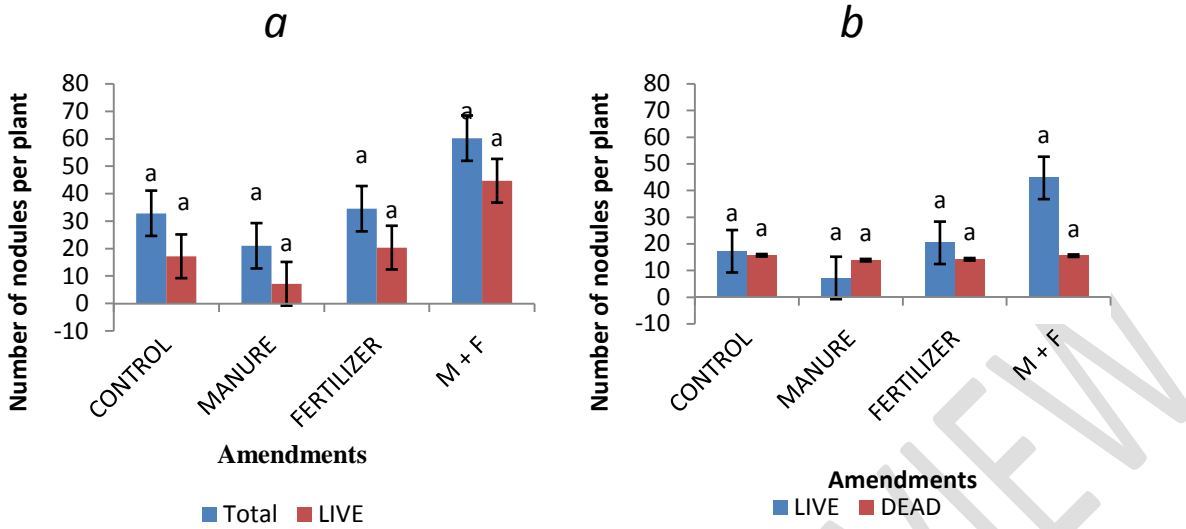 a
80
70
60
50
40
30
20
10
0
-10
Number of nodules per plant
a
a
a
a
a
a
a
a
CONTROL
MANURE
FERTILIZER
M + F
Amendments
Total LIVE
b
80
70
60
50
40
30
20
10
0
-10
Number of nodules per plant
a
a
a
a
a
a
a
a
CONTROL
MANURE
FERTILIZER
M + F
Amendments
LIVE DEAD
VIEW